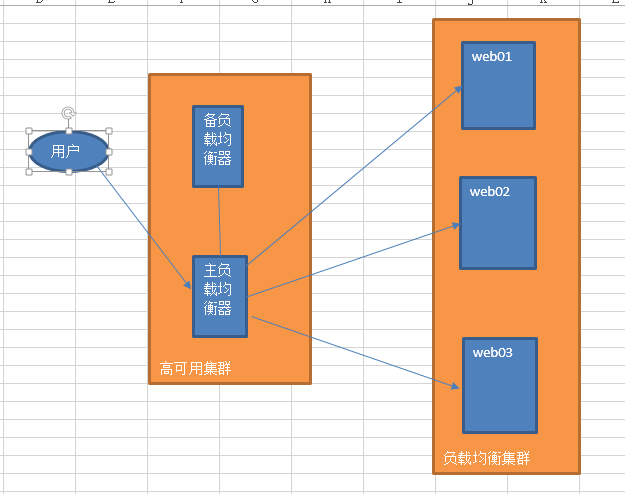 用户
备负
载均
衡器
主负
载均
衡器
高可用集群
web01
web02
web03
负载均衡集群